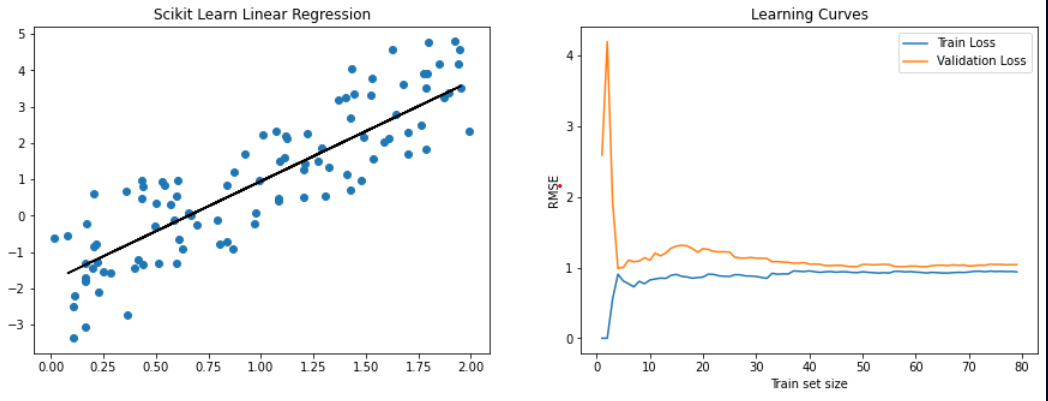 Scikit Learn Linear Regression
5
4
3
2
1
0
−1
−2
−3
0.00 0.25 0.50 0.75 1.00 1.25 1.50 1.75 2.00
Learning Curves
Train Loss
Validation Loss
RMSE
4
3
2
1
0
0 10 20 30 40 50 60 70 80
Train set size